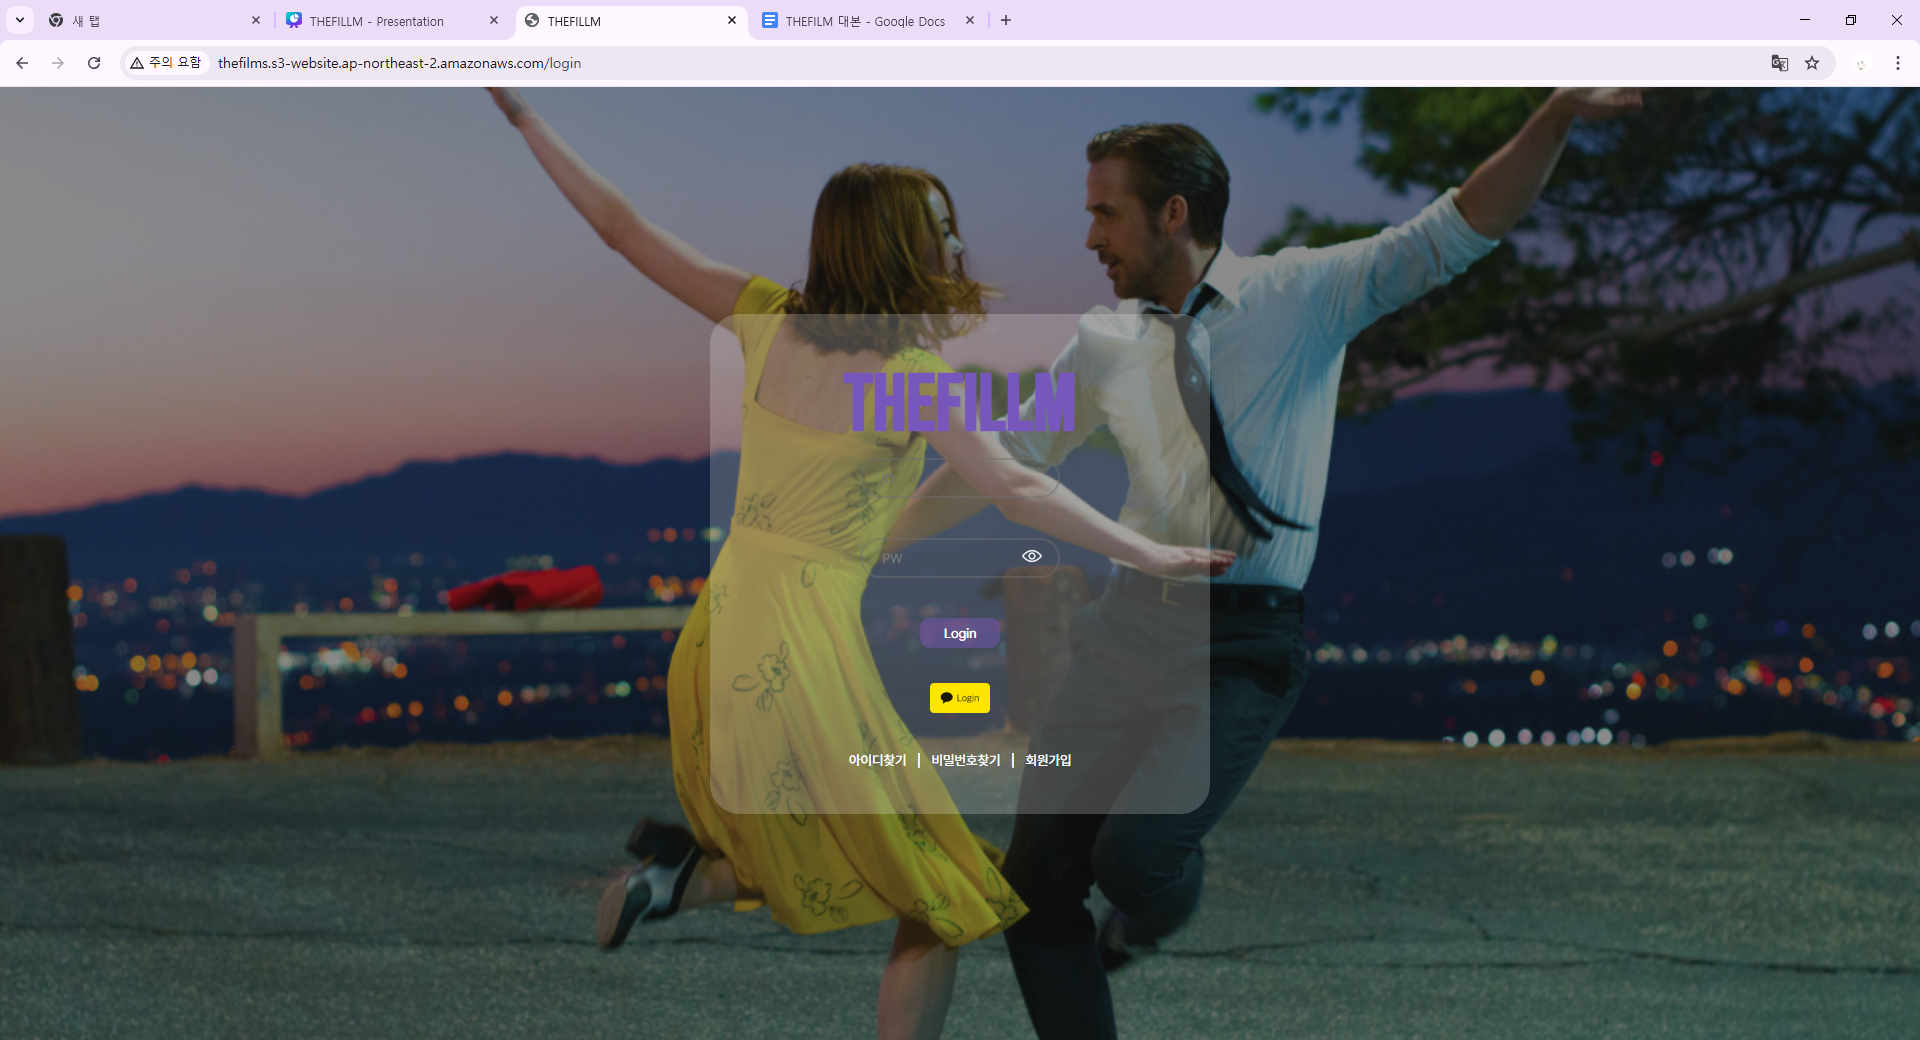 새 탭
THEFILLM - Presentation
THEFILLM
THEFILM 대본 - Google Docs
주의 요함
thefilms.s3-website.ap-northeast-2.amazonaws.com/login
THEFILLM
PW
Login
Login
아이디찾기 | 비밀번호찾기 | 회원가입